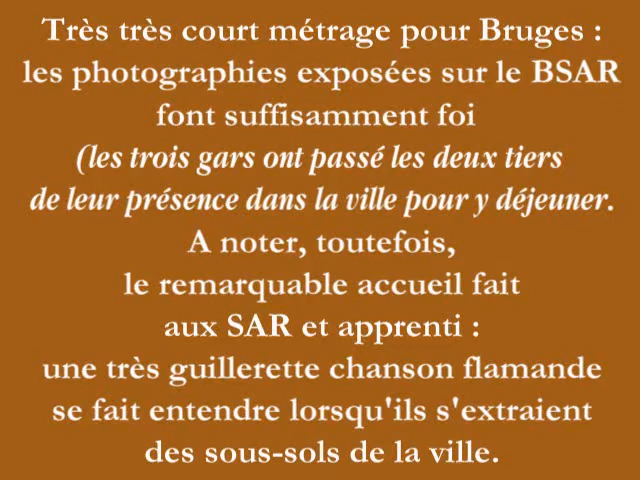 Très très court métrage pour Bruges :
les photographies exposées sur le BSAR
font suffisamment foi
(les trois gars ont passé les deux tiers
de leur présence dans la ville pour y déjeuner.
A noter, toutefois,
le remarquable accueil fait
aux SAR et apprenti :
une très guillerette chanson flamande
se fait entendre lorsqu'ils s'extraient
des sous-sols de la ville.